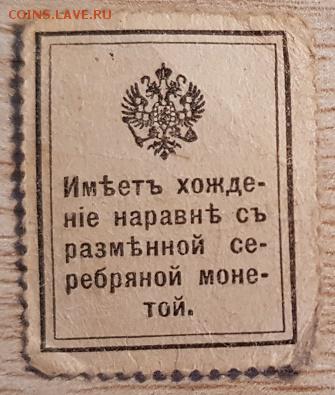 COINS.LAVE.RU
Имѣетъ хожде-
ніе наравнѣ съ
размѣнной се-
ребряной моне-
той.